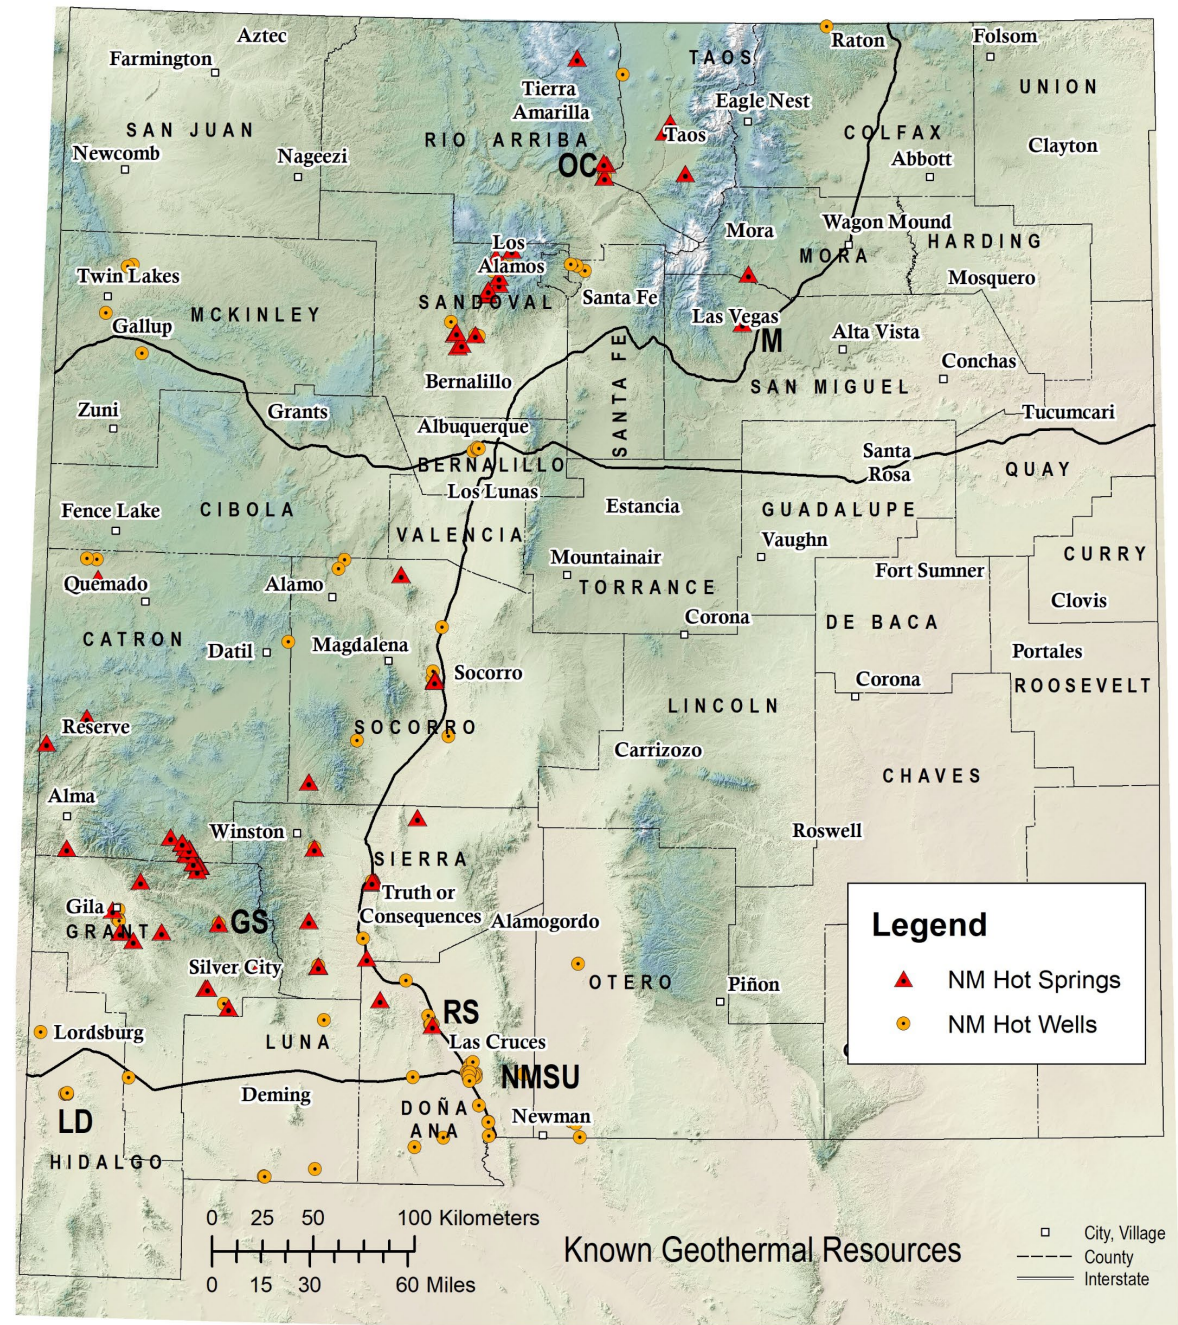 Aztec
Folsom
Raton
Farmington
TAOS
UNION
Tierra
Amarilla
Eagle Nest
SAN JUAN
RIO ARRIBA
Taos
COLFAX
Clayton
Newcomb
Nageezi
OC
Abbott
Mora
Wagon Mound
HARDING
Los
Alamos
MORA
Twin Lakes
Mosquero
SANDOVAL
Santa Fe
MCKINLEY
Gallup
Las Vegas
Alta Vista
M
SANTA FE
Conchas
Bernalillo
SAN MIGUEL
Zuni
Grants
Tucumcari
Albuquerque
Santa
Rosa
BERNALILLO
QUAY
Los Lunas
Fence Lake
CIBOLA
Estancia
GUADALUPE
VALENCIA
Vaughn
Mountainair
CURRY
Quemado
Alamo
TORRANCE
Fort Sumner
Clovis
Corona
DE BACA
CATRON
Datil
Magdalena
Portales
Socorro
Corona
ROOSEVELT
LINCOLN
Reserve
SOCORRO
Carrizozo
CHAVES
Alma
Winston
Roswell
SIERRA
Truth or
Consequences
Gila
GRANT
GS
Alamogordo
Legend
NM Hot Springs
NM Hot Wells
Silver City
OTERO
Piñon
RS
Lordsburg
LUNA
Las Cruces
NMSU
Deming
LD
DOÑA
ANA
Newman
HIDALGO
0 25 50 100 Kilometers
0 15 30 60 Miles
Known Geothermal Resources
City, Village
County
Interstate